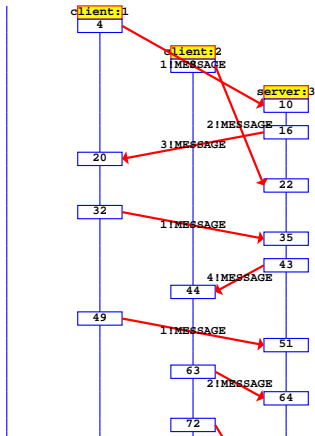 client:1
4
client:2
1!MESSAGE
server:3
10
2!MESSAGE
16
3!MESSAGE
20
22
32
1!MESSAGE
35
43
4!MESSAGE
44
49
1!MESSAGE
51
63
2!MESSAGE
64
72